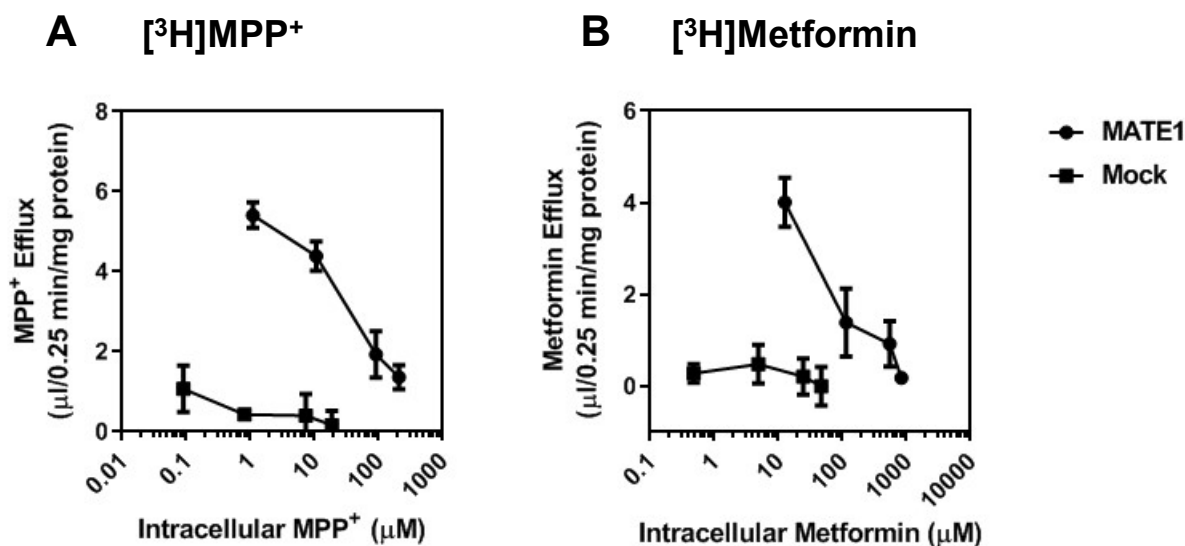 A [³H]MPP⁺
MPP⁺ Efflux
(µl/0.25 min/mg protein)
8
6
4
2
0
0.01
0.1
1
10
100
1000
Intracellular MPP⁺ (µM)
B [³H]Metformin
Metformin Efflux
(µl/0.25 min/mg protein)
6
4
2
0
0.1
1
10
100
1000
10000
Intracellular Metformin (µM)
MATE1
Mock